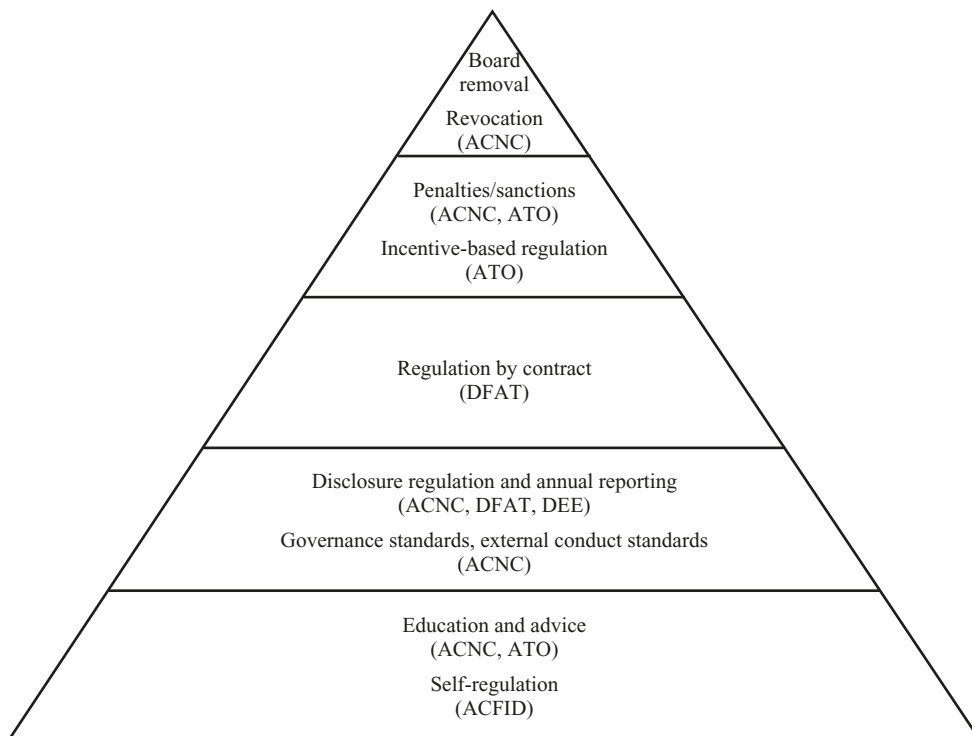 Board
removal
Revocation
(ACNC)
Penalties/sanctions
(ACNC, ATO)
Incentive-based regulation
(ATO)
Regulation by contract
(DFAT)
Disclosure regulation and annual reporting
(ACNC, DFAT, DEE)
Governance standards, external conduct standards
(ACNC)
Education and advice
(ACNC, ATO)
Self-regulation
(ACFID)